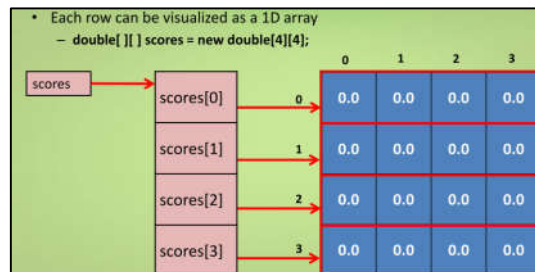 • Each row can be visualized as a 1D array
– double[ ][ ] scores = new double[4][4];
0 1 2 3
scores
scores[0] 0 0.0 0.0 0.0 0.0
scores[1] 1 0.0 0.0 0.0 0.0
scores[2] 2 0.0 0.0 0.0 0.0
scores[3] 3 0.0 0.0 0.0 0.0